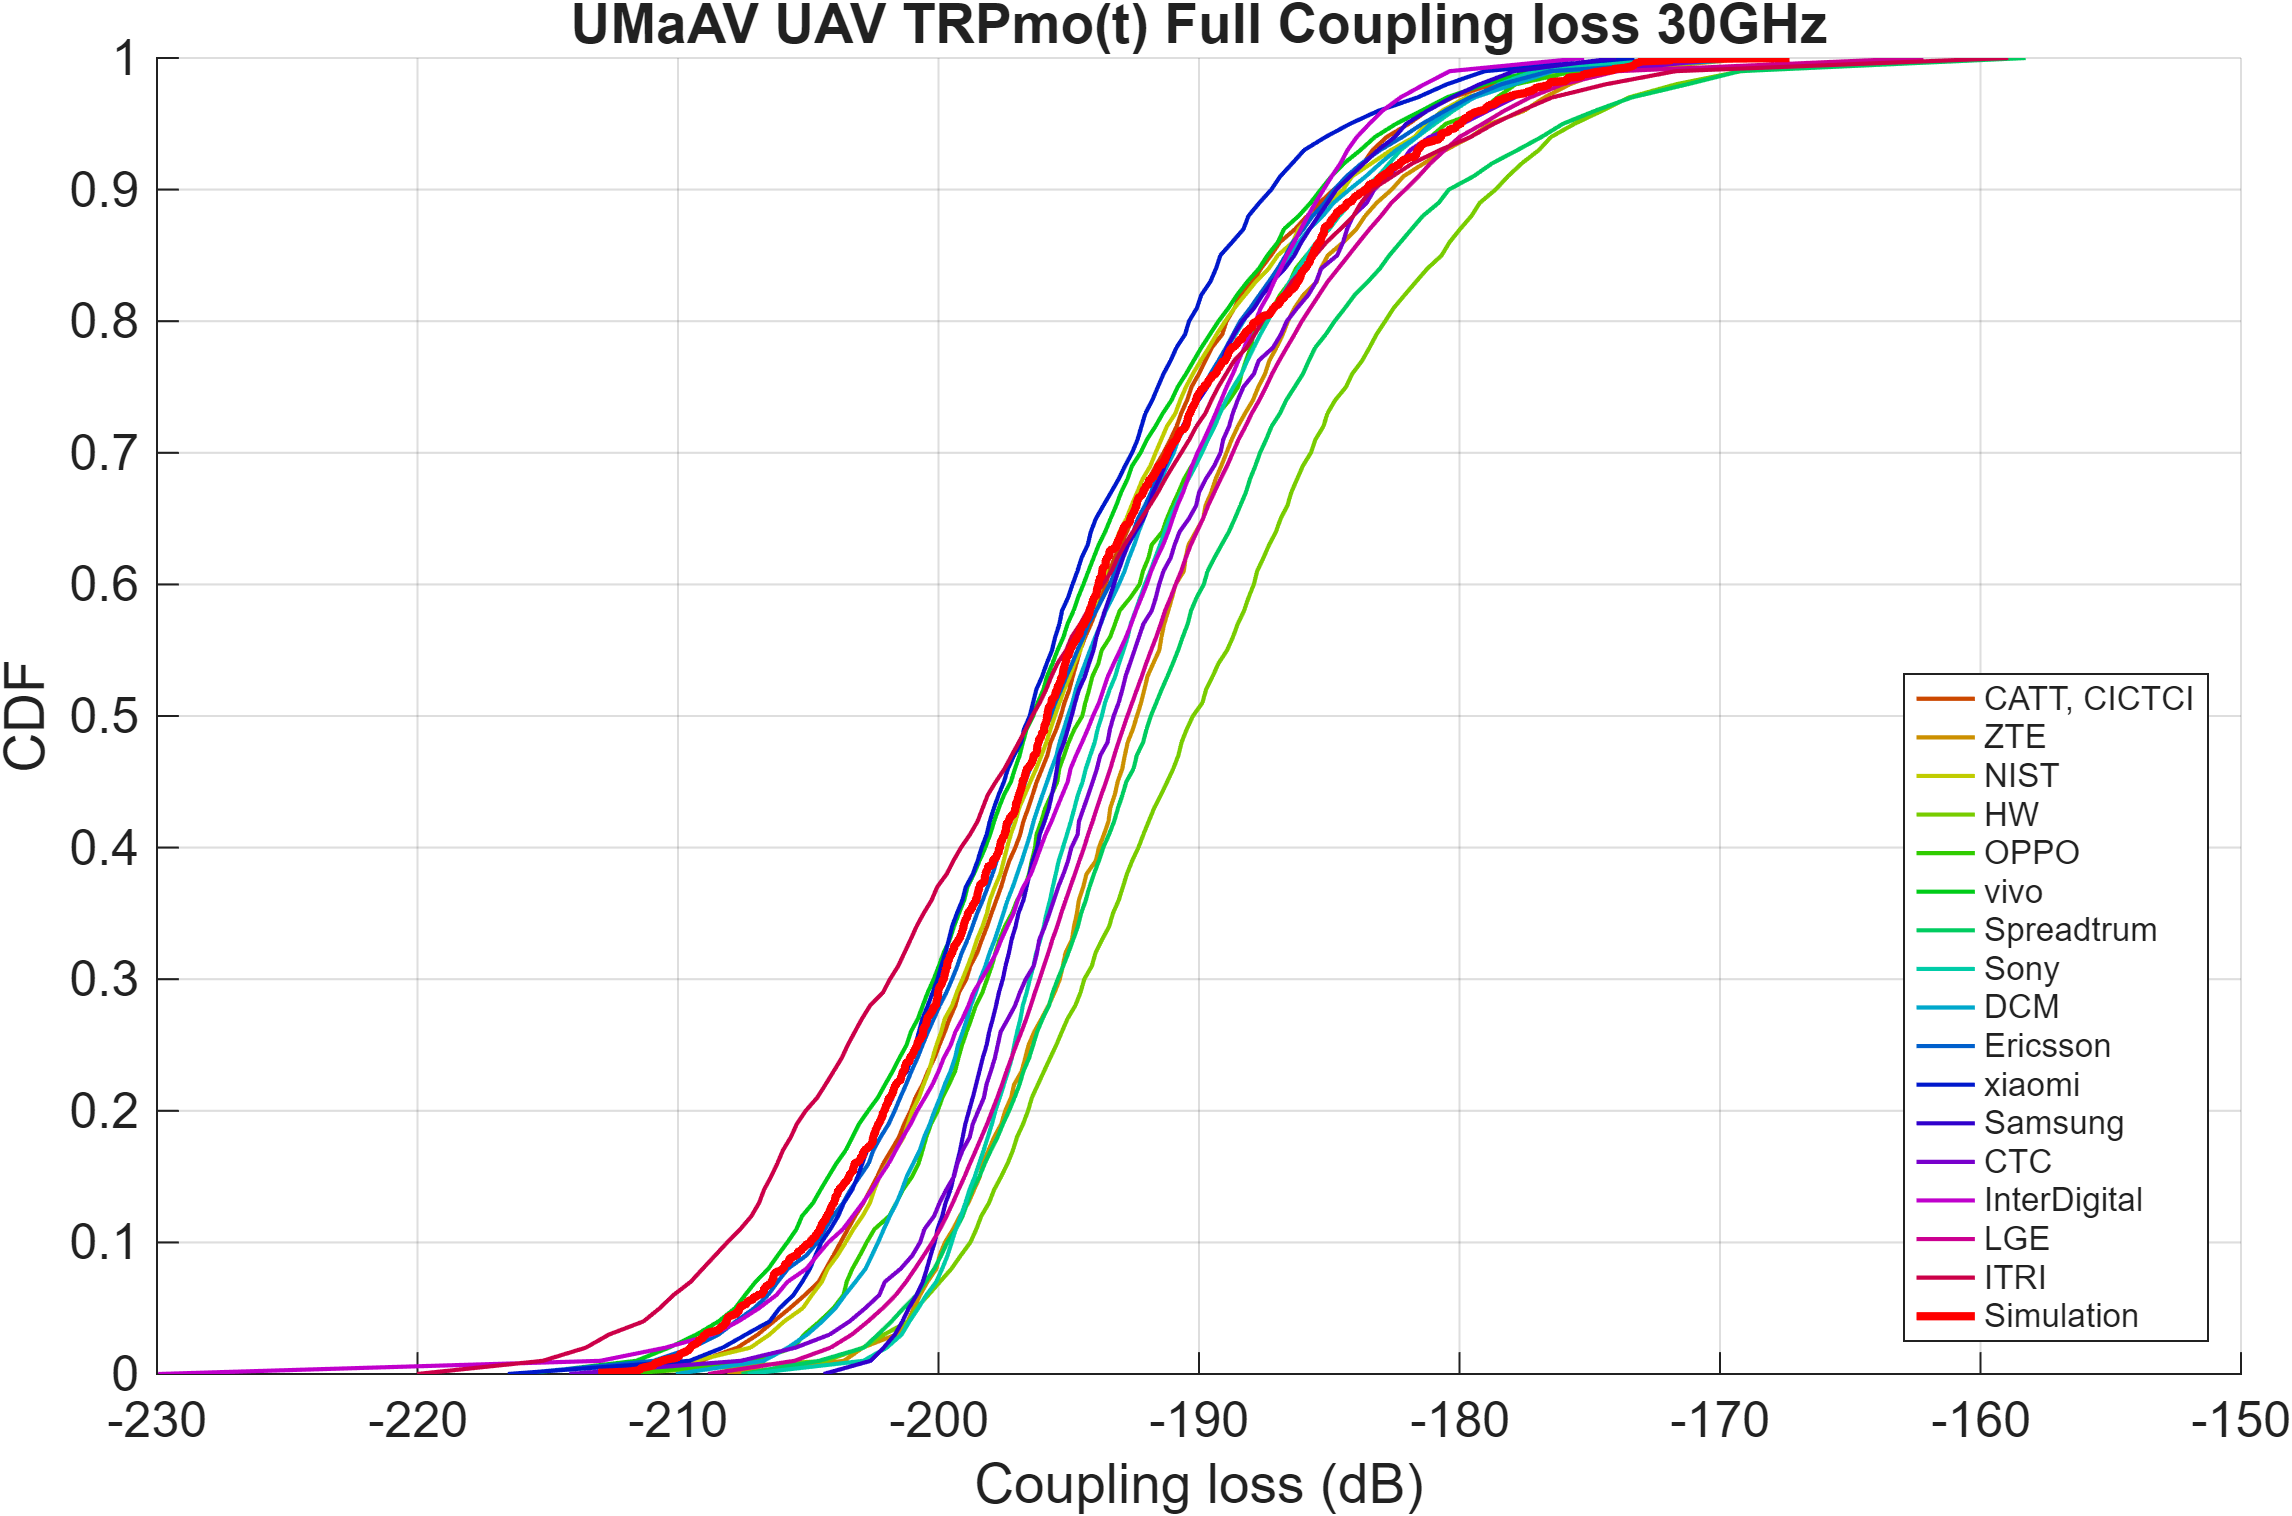 UMaAV UAV TRPmo(t) Full Coupling loss 30GHz
1
0.9
0.8
0.7
0.6
0.5
0.4
0.3
0.2
0.1
0
CDF
-230
-220
-210
-200
-190
-180
-170
-160
-150
Coupling loss (dB)
CATT, CICTCI
ZTE
NIST
HW
OPPO
vivo
Spreadtrum
Sony
DCM
Ericsson
xiaomi
Samsung
CTC
InterDigital
LGE
ITRI
Simulation